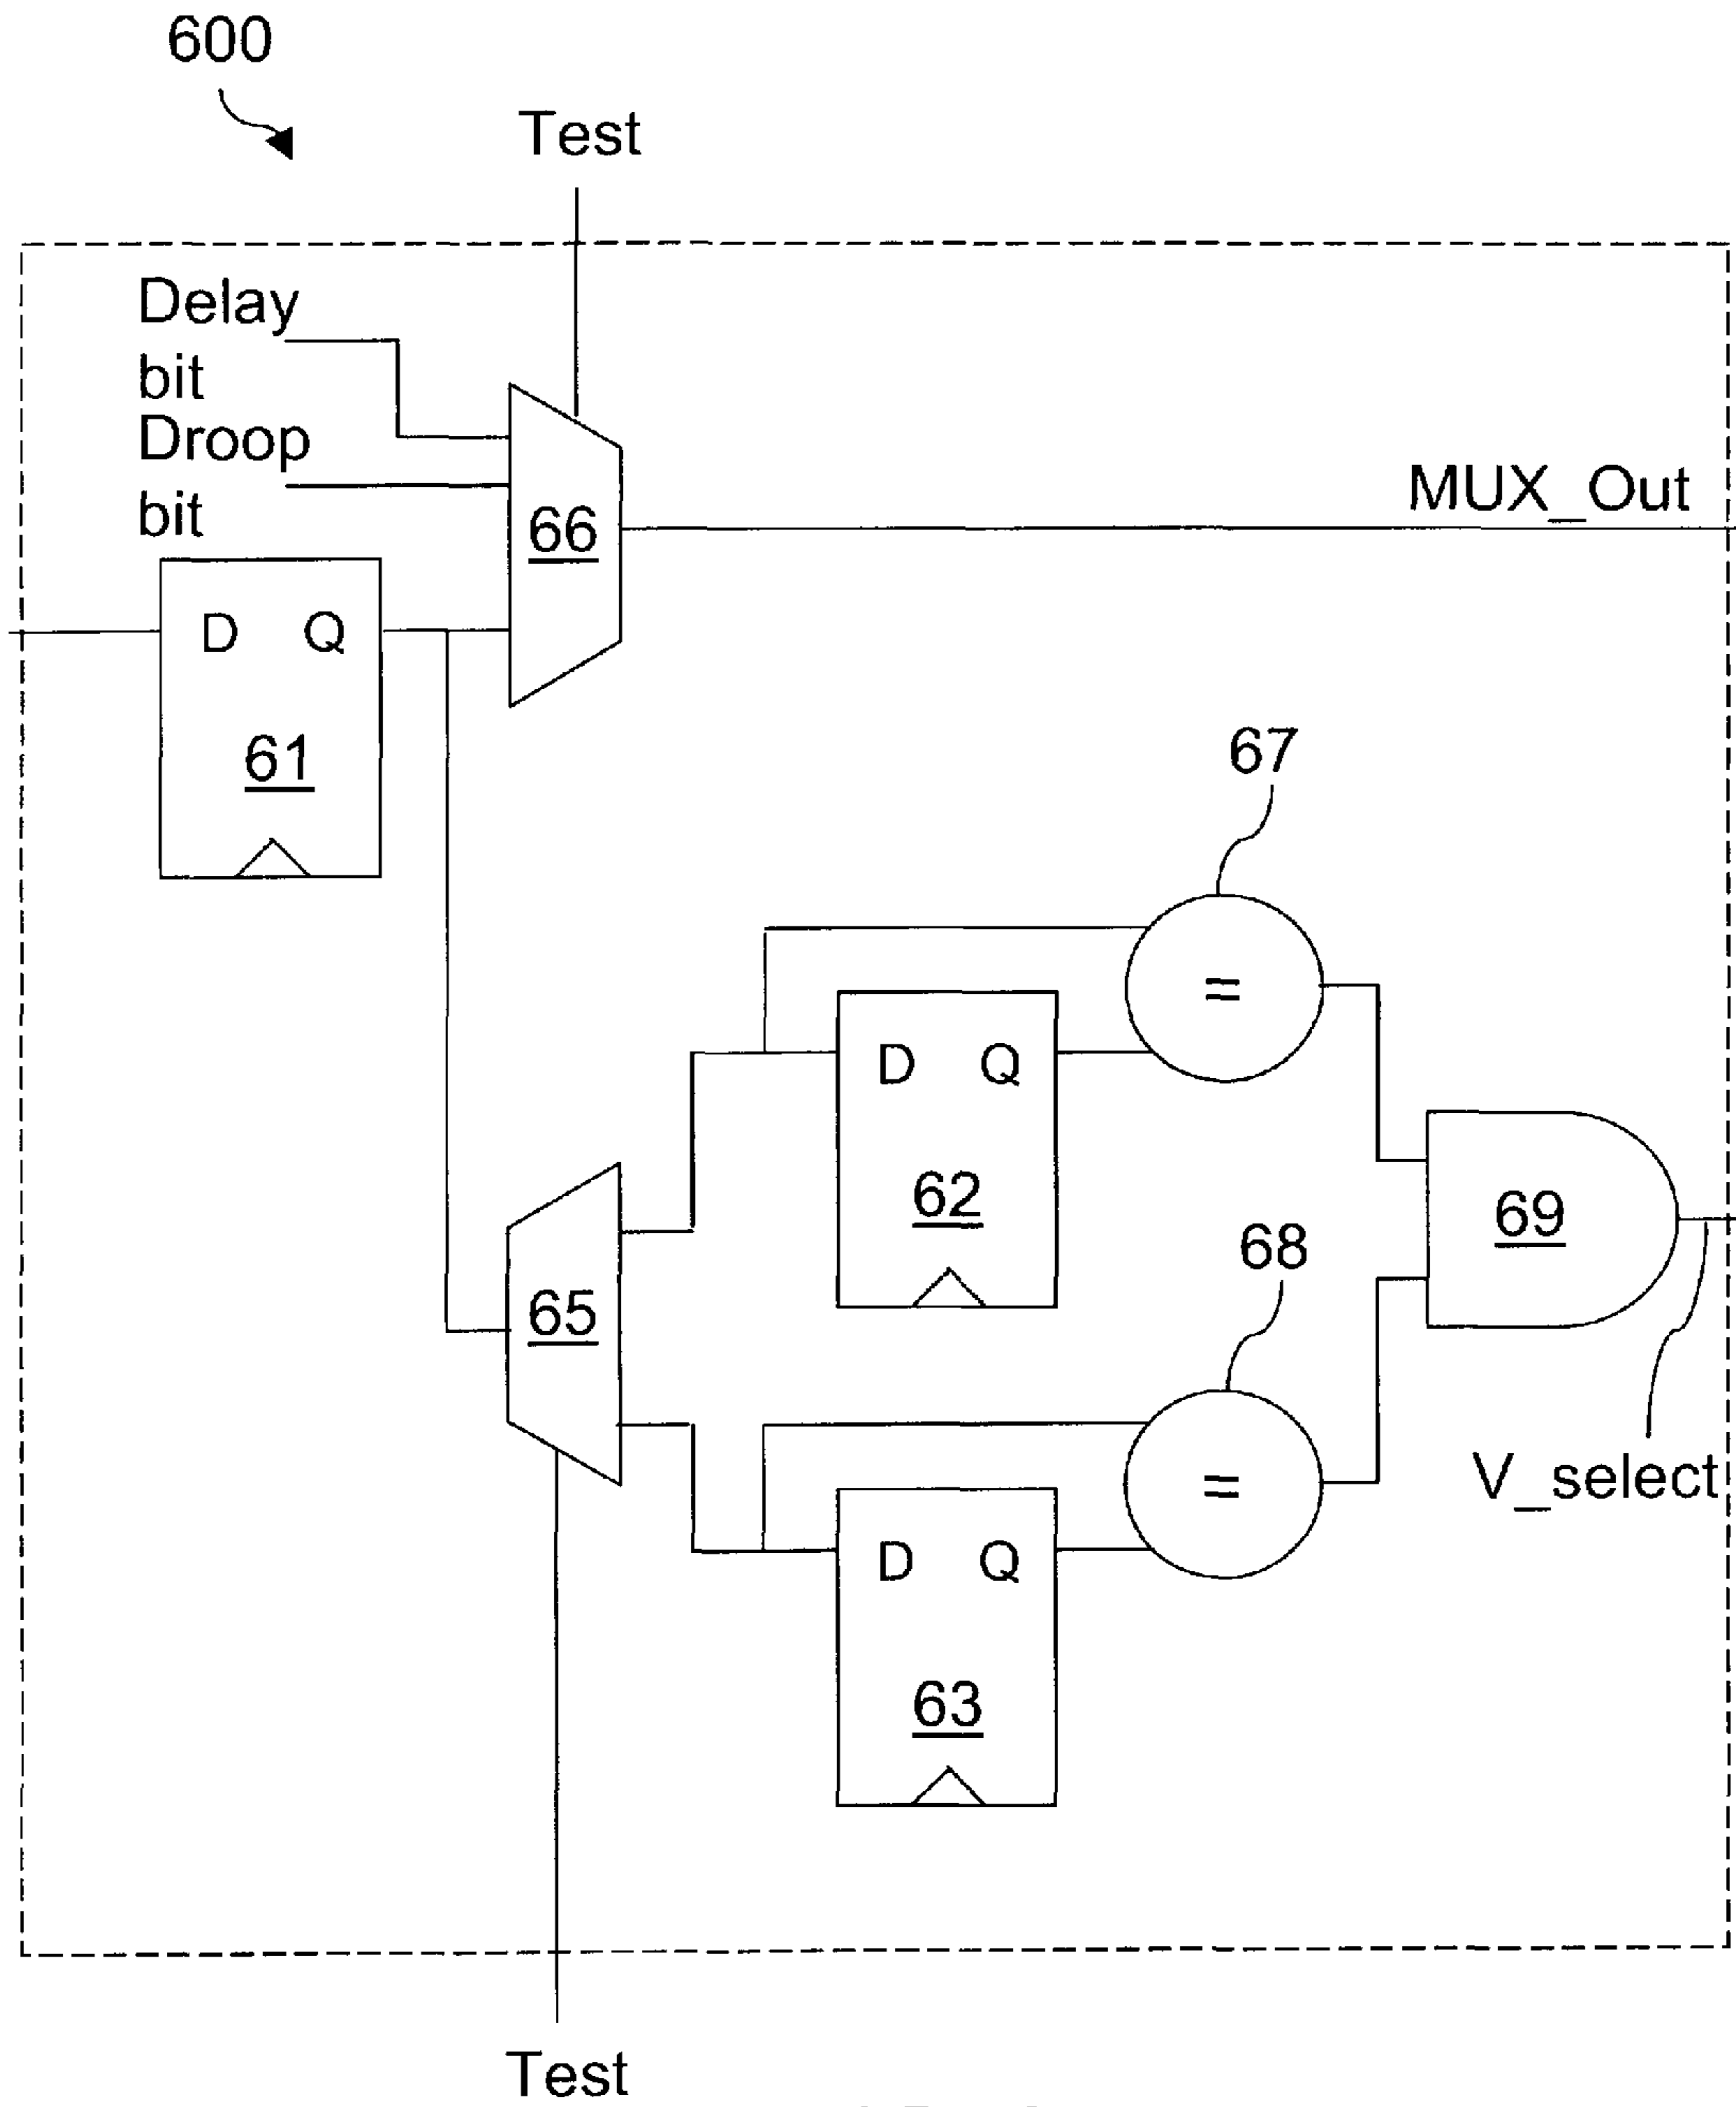 600
Test
Delay
bit
Droop
bit
MUX_Out
66
D Q
61
67
=
D Q
62
69
68
65
=
V_select
D Q
63
Test